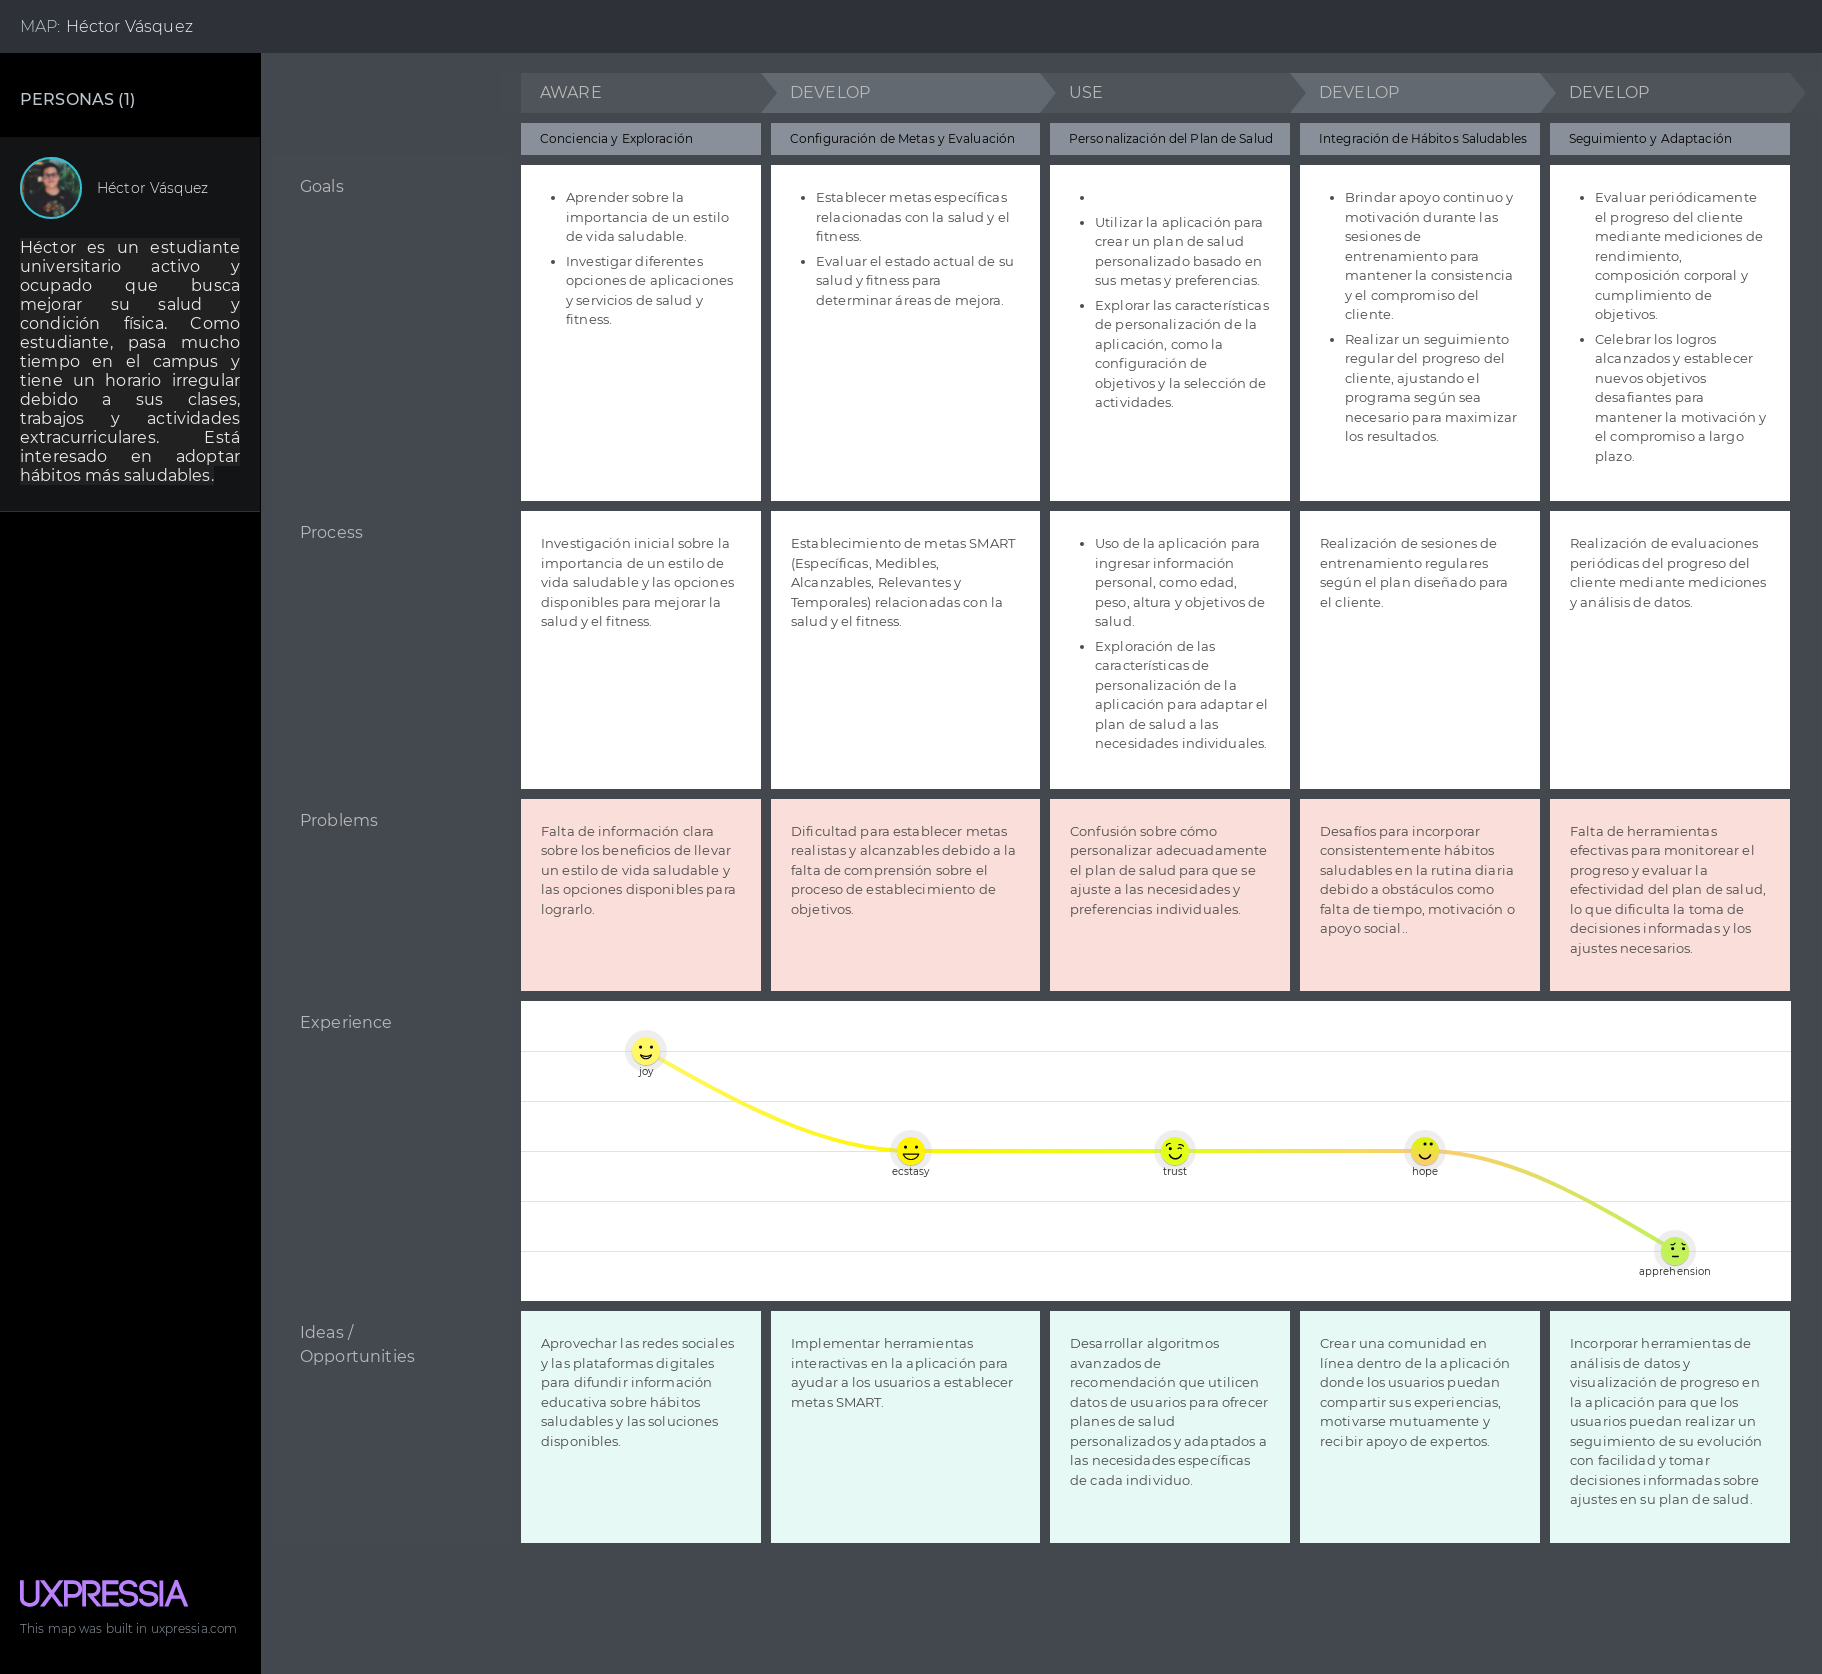 MAP: Héctor Vásquez
PERSONAS (1)
Héctor Vásquez
Héctor es un estudiante
universitario activo y
ocupado que busca
mejorar su salud y
condición física. Como
estudiante, pasa mucho
tiempo en el campus y
tiene un horario irregular
debido a sus clases,
trabajos y actividades
extracurriculares. Está
interesado en adoptar
hábitos más saludables.
AWARE
DEVELOP
USE
DEVELOP
DEVELOP
Conciencia y Exploración
Configuración de Metas y Evaluación
Personalización del Plan de Salud
Integración de Hábitos Saludables
Seguimiento y Adaptación
Goals
• Aprender sobre la
importancia de un estilo
de vida saludable.
• Investigar diferentes
opciones de aplicaciones
y servicios de salud y
fitness.
• Establecer metas específicas
relacionadas con la salud y el
fitness.
• Evaluar el estado actual de su
salud y fitness para
determinar áreas de mejora.
•
• Utilizar la aplicación para
crear un plan de salud
personalizado basado en
sus metas y preferencias.
• Explorar las características
de personalización de la
aplicación, como la
configuración de
objetivos y la selección de
actividades.
• Brindar apoyo continuo y
motivación durante las
sesiones de
entrenamiento para
mantener la consistencia
y el compromiso del
cliente.
• Realizar un seguimiento
regular del progreso del
cliente, ajustando el
programa según sea
necesario para maximizar
los resultados.
• Evaluar periódicamente
el progreso del cliente
mediante mediciones de
rendimiento,
composición corporal y
cumplimiento de
objetivos.
• Celebrar los logros
alcanzados y establecer
nuevos objetivos
desafiantes para
mantener la motivación y
el compromiso a largo
plazo.
Process
Investigación inicial sobre la
importancia de un estilo de
vida saludable y las opciones
disponibles para mejorar la
salud y el fitness.
Establecimiento de metas SMART
(Específicas, Medibles,
Alcanzables, Relevantes y
Temporales) relacionadas con la
salud y el fitness.
• Uso de la aplicación para
ingresar información
personal, como edad,
peso, altura y objetivos de
salud.
• Exploración de las
características de
personalización de la
aplicación para adaptar el
plan de salud a las
necesidades individuales.
Realización de sesiones de
entrenamiento regulares
según el plan diseñado para
el cliente.
Realización de evaluaciones
periódicas del progreso del
cliente mediante mediciones
y análisis de datos.
Problems
Falta de información clara
sobre los beneficios de llevar
un estilo de vida saludable y
las opciones disponibles para
lograrlo.
Dificultad para establecer metas
realistas y alcanzables debido a la
falta de comprensión sobre el
proceso de establecimiento de
objetivos.
Confusión sobre cómo
personalizar adecuadamente
el plan de salud para que se
ajuste a las necesidades y
preferencias individuales.
Desafíos para incorporar
consistentemente hábitos
saludables en la rutina diaria
debido a obstáculos como
falta de tiempo, motivación o
apoyo social..
Falta de herramientas
efectivas para monitorear el
progreso y evaluar la
efectividad del plan de salud,
lo que dificulta la toma de
decisiones informadas y los
ajustes necesarios.
Experience
joy
ecstasy
trust
hope
apprehension
Ideas /
Opportunities
Aprovechar las redes sociales
y las plataformas digitales
para difundir información
educativa sobre hábitos
saludables y las soluciones
disponibles.
Implementar herramientas
interactivas en la aplicación para
ayudar a los usuarios a establecer
metas SMART.
Desarrollar algoritmos
avanzados de
recomendación que utilicen
datos de usuarios para ofrecer
planes de salud
personalizados y adaptados a
las necesidades específicas
de cada individuo.
Crear una comunidad en
línea dentro de la aplicación
donde los usuarios puedan
compartir sus experiencias,
motivarse mutuamente y
recibir apoyo de expertos.
Incorporar herramientas de
análisis de datos y
visualización de progreso en
la aplicación para que los
usuarios puedan realizar un
seguimiento de su evolución
con facilidad y tomar
decisiones informadas sobre
ajustes en su plan de salud.
UXPRESSIA
This map was built in uxpressia.com